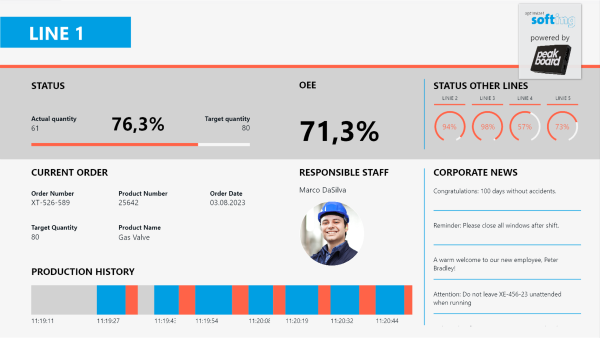 LINE 1
softing
powered by
peak
board
STATUS
OEE
STATUS OTHER LINES
LINE 2 LINE 3 LINE 4 LINE 5
Actual quantity
61
76,3%
Target quantity
80
71,3%
94% 98% 57% 73%
CURRENT ORDER
Order Number
XT-526-589
Product Number
25642
Order Date
03.08.2023
Target Quantity
80
Product Name
Gas Valve
RESPONSIBLE STAFF
Marco DaSilva
CORPORATE NEWS
Congratulations: 100 days without accidents.
Reminder: Please close all windows after shift.
A warm welcome to our new employee, Peter
Bradley!
Attention: Do not leave XE-456-23 unattended
when running
PRODUCTION HISTORY
11:19:11 11:19:27 11:19:43 11:19:54 11:20:08 11:20:19 11:20:32 11:20:44